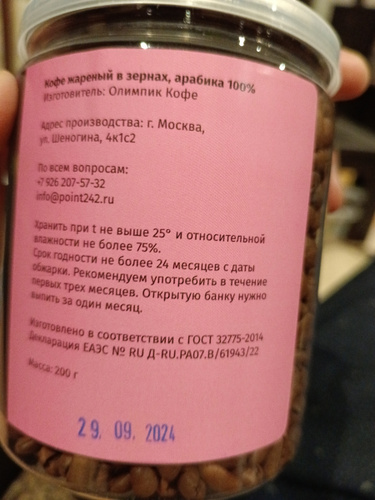 Кофе жареный в зернах, арабика 100%
Изготовитель: Олимпик Кофе
Адрес производства: г. Москва,
ул. Шеногина, 4к1с2
По всем вопросам:
+7 926 207-57-32
info@point242.ru
Хранить при t не выше 25° и относительной
влажности не более 75%.
Срок годности не более 24 месяцев с даты
обжарки. Рекомендуем употребить в течение
первых трех месяцев. Открытую банку нужно
выпить за один месяц.
Изготовлено в соответствии с ГОСТ 32775-2014
Декларация ЕАЭС № RU Д-RU.РА07.В/61943/22
Масса: 200 г
29. 09. 2024